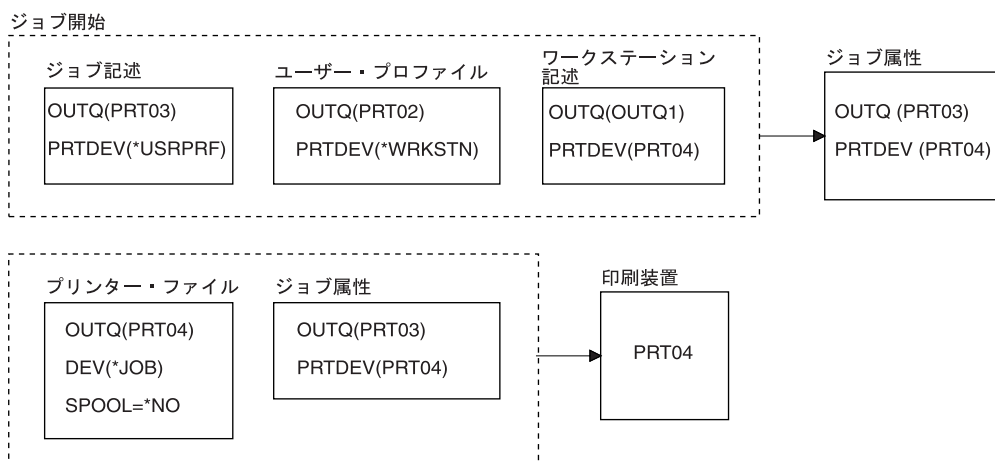 ジョブ開始
ジョブ記述
OUTQ(PRT03)
PRTDEV(*USRPRF)
ユーザー・プロファイル
OUTQ(PRT02)
PRTDEV(*WRKSTN)
ワークステーション
記述
OUTQ(OUTQ1)
PRTDEV(PRT04)
ジョブ属性
OUTQ (PRT03)
PRTDEV (PRT04)
プリンター・ファイル
OUTQ(PRT04)
DEV(*JOB)
SPOOL=*NO
ジョブ属性
OUTQ(PRT03)
PRTDEV(PRT04)
印刷装置
PRT04